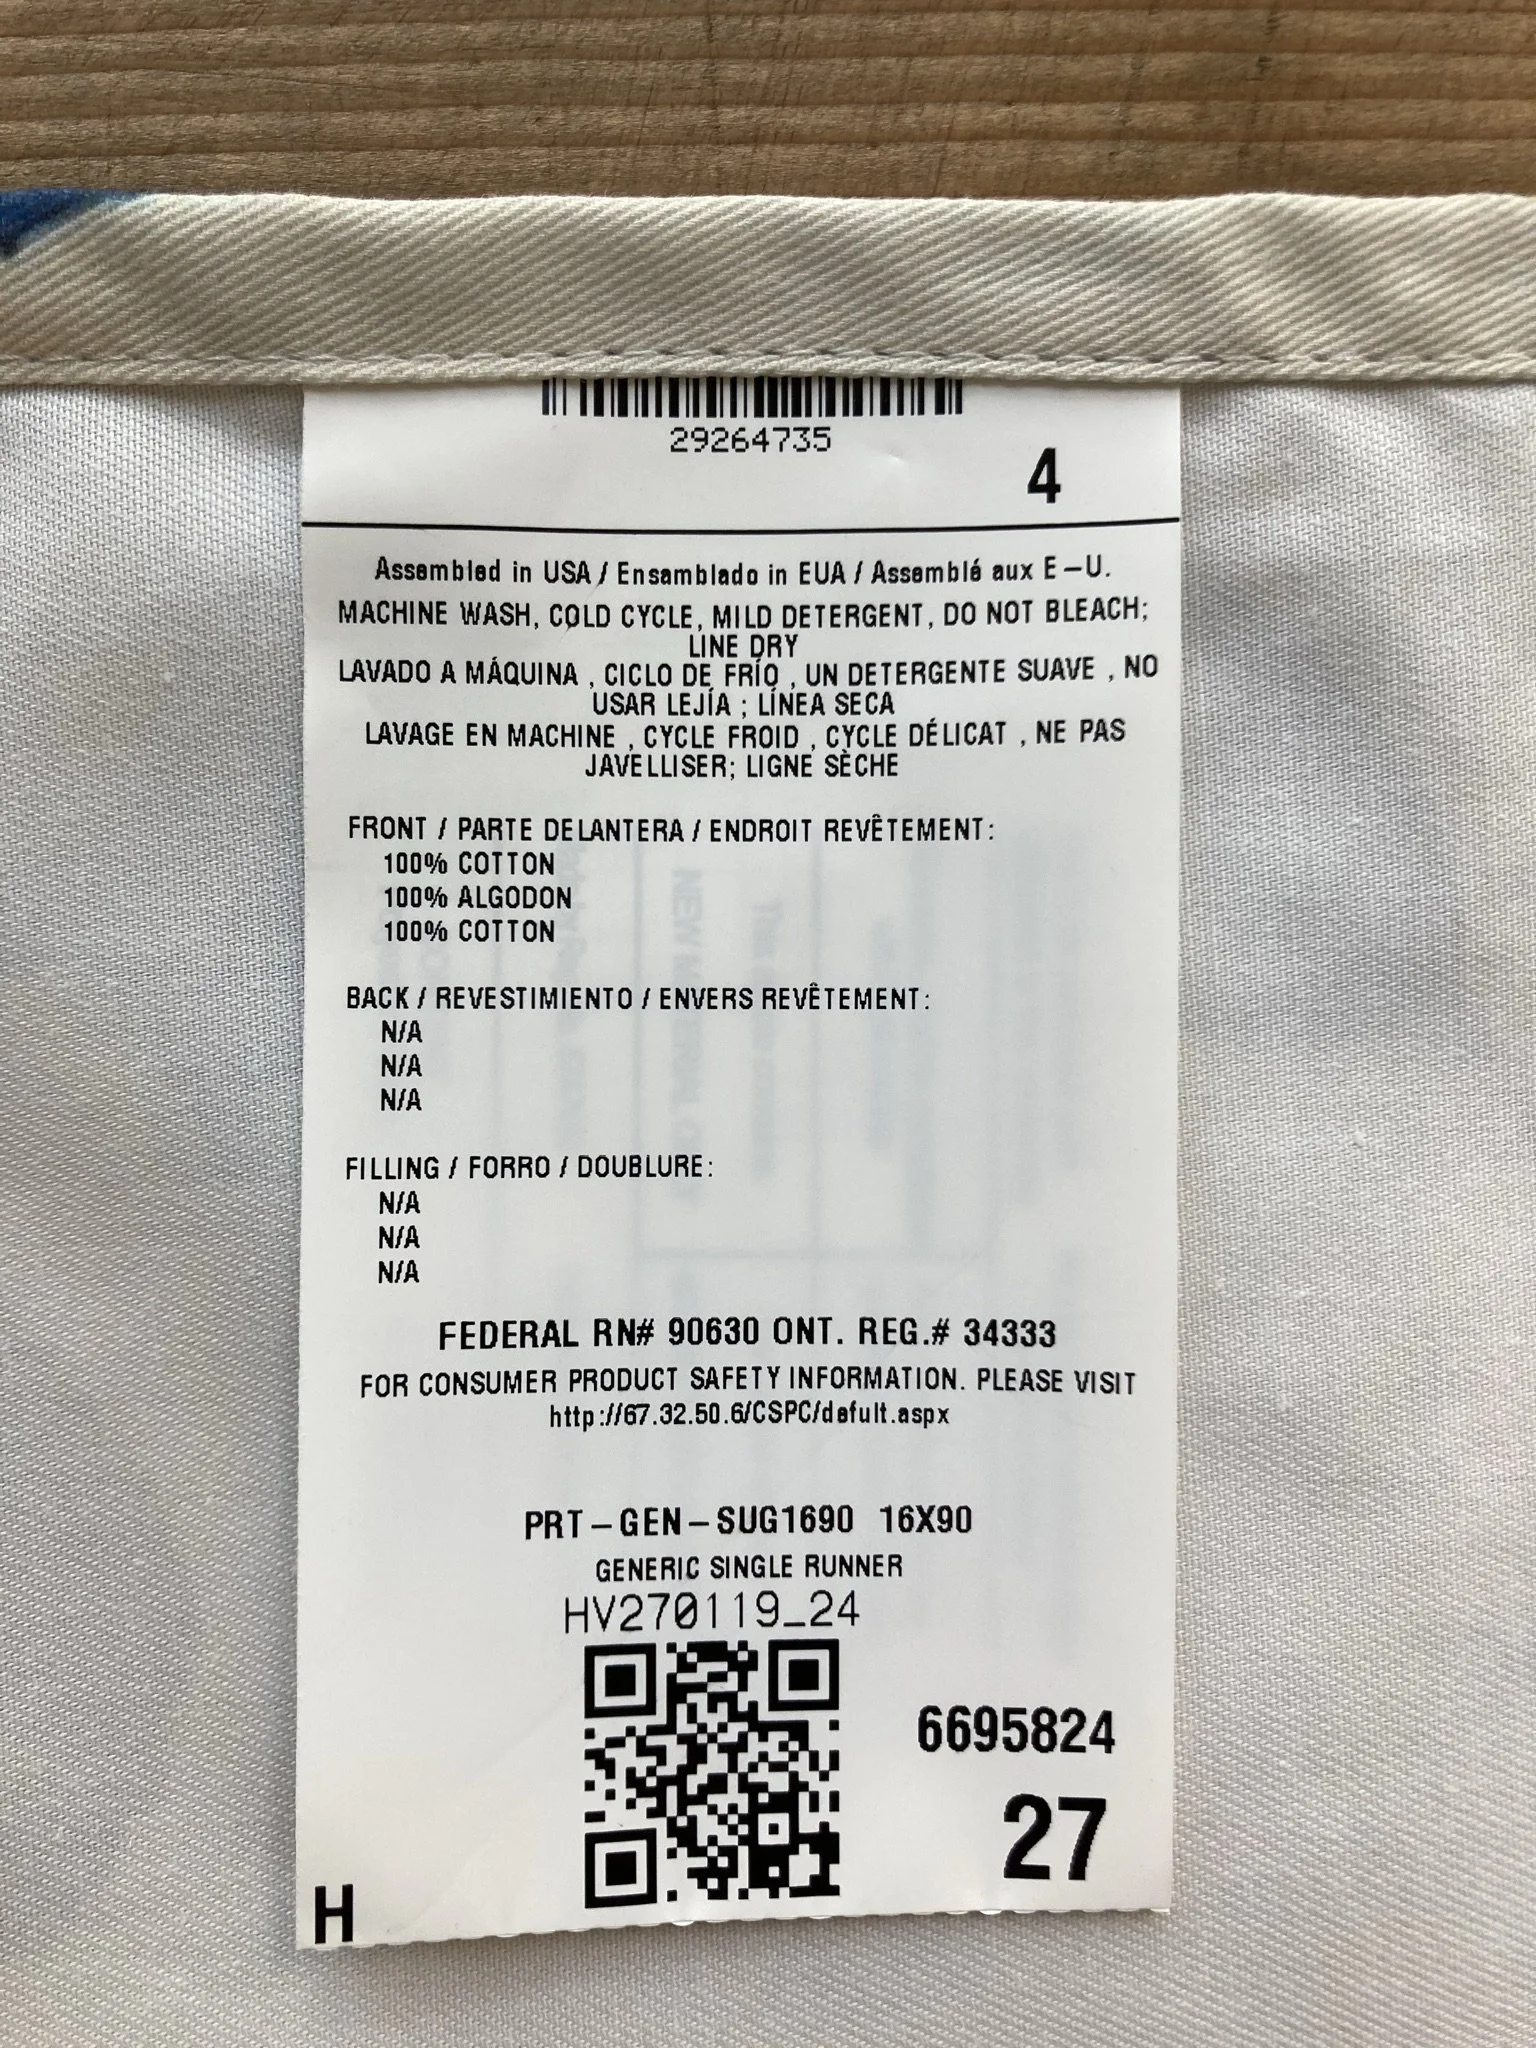 29264735
4
Assembled in USA / Ensamblado in EUA / Assemblé aux E-U.
MACHINE WASH, COLD CYCLE, MILD DETERGENT, DO NOT BLEACH;
LINE DRY
LAVADO A MÁQUINA , CICLO DE FRÍO , UN DETERGENTE SUAVE , NO
USAR LEJÍA ; LÍNEA SECA
LAVAGE EN MACHINE , CYCLE FROID , CYCLE DÉLICAT , NE PAS
JAVELLISER; LIGNE SÈCHE
FRONT / PARTE DELANTERA / ENDROIT REVÊTEMENT:
100% COTTON
100% ALGODON
100% COTTON
BACK / REVESTIMIENTO / ENVERS REVÊTEMENT:
N/A
N/A
N/A
FILLING / FORRO / DOUBLURE:
N/A
N/A
N/A
FEDERAL RN# 90630 ONT. REG.# 34333
FOR CONSUMER PRODUCT SAFETY INFORMATION. PLEASE VISIT
http://67.32.50.6/CSPC/defult.aspx
PRT-GEN-SUG1690 16X90
GENERIC SINGLE RUNNER
HV270119_24
6695824
27
H